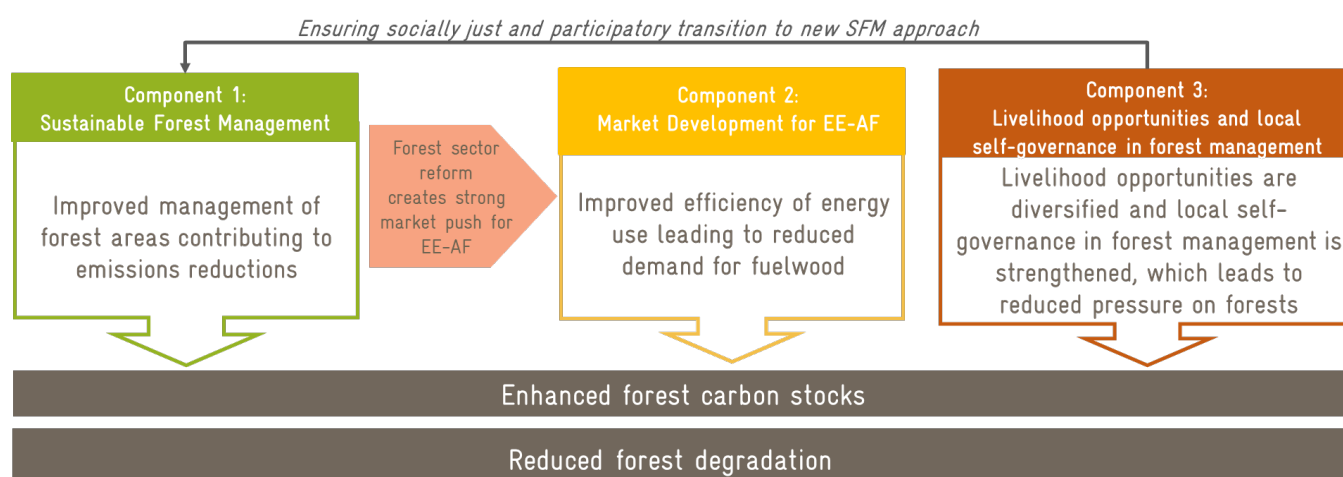 Ensuring socially just and participatory transition to new SFM approach
Component 1:
Sustainable Forest Management
Improved management of
forest areas contributing to
emissions reductions
Forest sector
reform
creates strong
market push for
EE-AF
Component 2:
Market Development for EE-AF
Improved efficiency of energy
use leading to reduced
demand for fuelwood
Component 3:
Livelihood opportunities and local
self-governance in forest management
Livelihood opportunities are
diversified and local self-
governance in forest management is
strengthened, which leads to
reduced pressure on forests
Enhanced forest carbon stocks
Reduced forest degradation